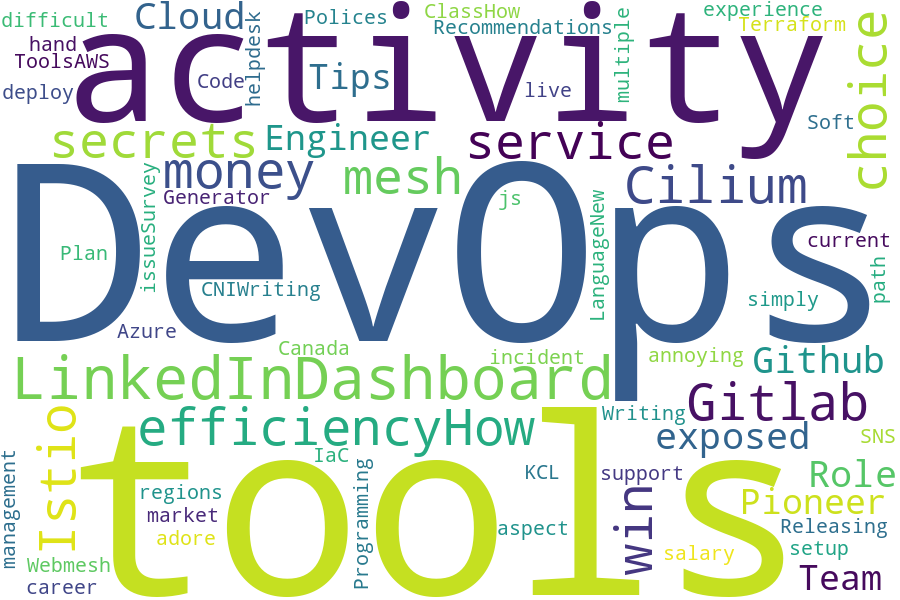 difficult
Cloud
activity
Polices
ClassHow
experience
hand
helpdesk
Recommendations
Terraform
ToolsAWS
Code
Tips
multiple
choice
deploy
live
Soft
secrets
Engineer
service
money
mesh
Cilium
Generator
js
issueSurvey
LanguageNew
DevOps
Plan
current
path
CNIWriting
simply
Azure
Canada
incident
annoying
Github
LinkedInDashboard
Gitlab
Istio
efficiencyHow
Writing
exposed
SNS
tools
management
IaC
KCL
support
Role
regions
Programming
win
Pioneer
market
aspect
Releasing
adore
salary
setup
Webmesh
career
Team